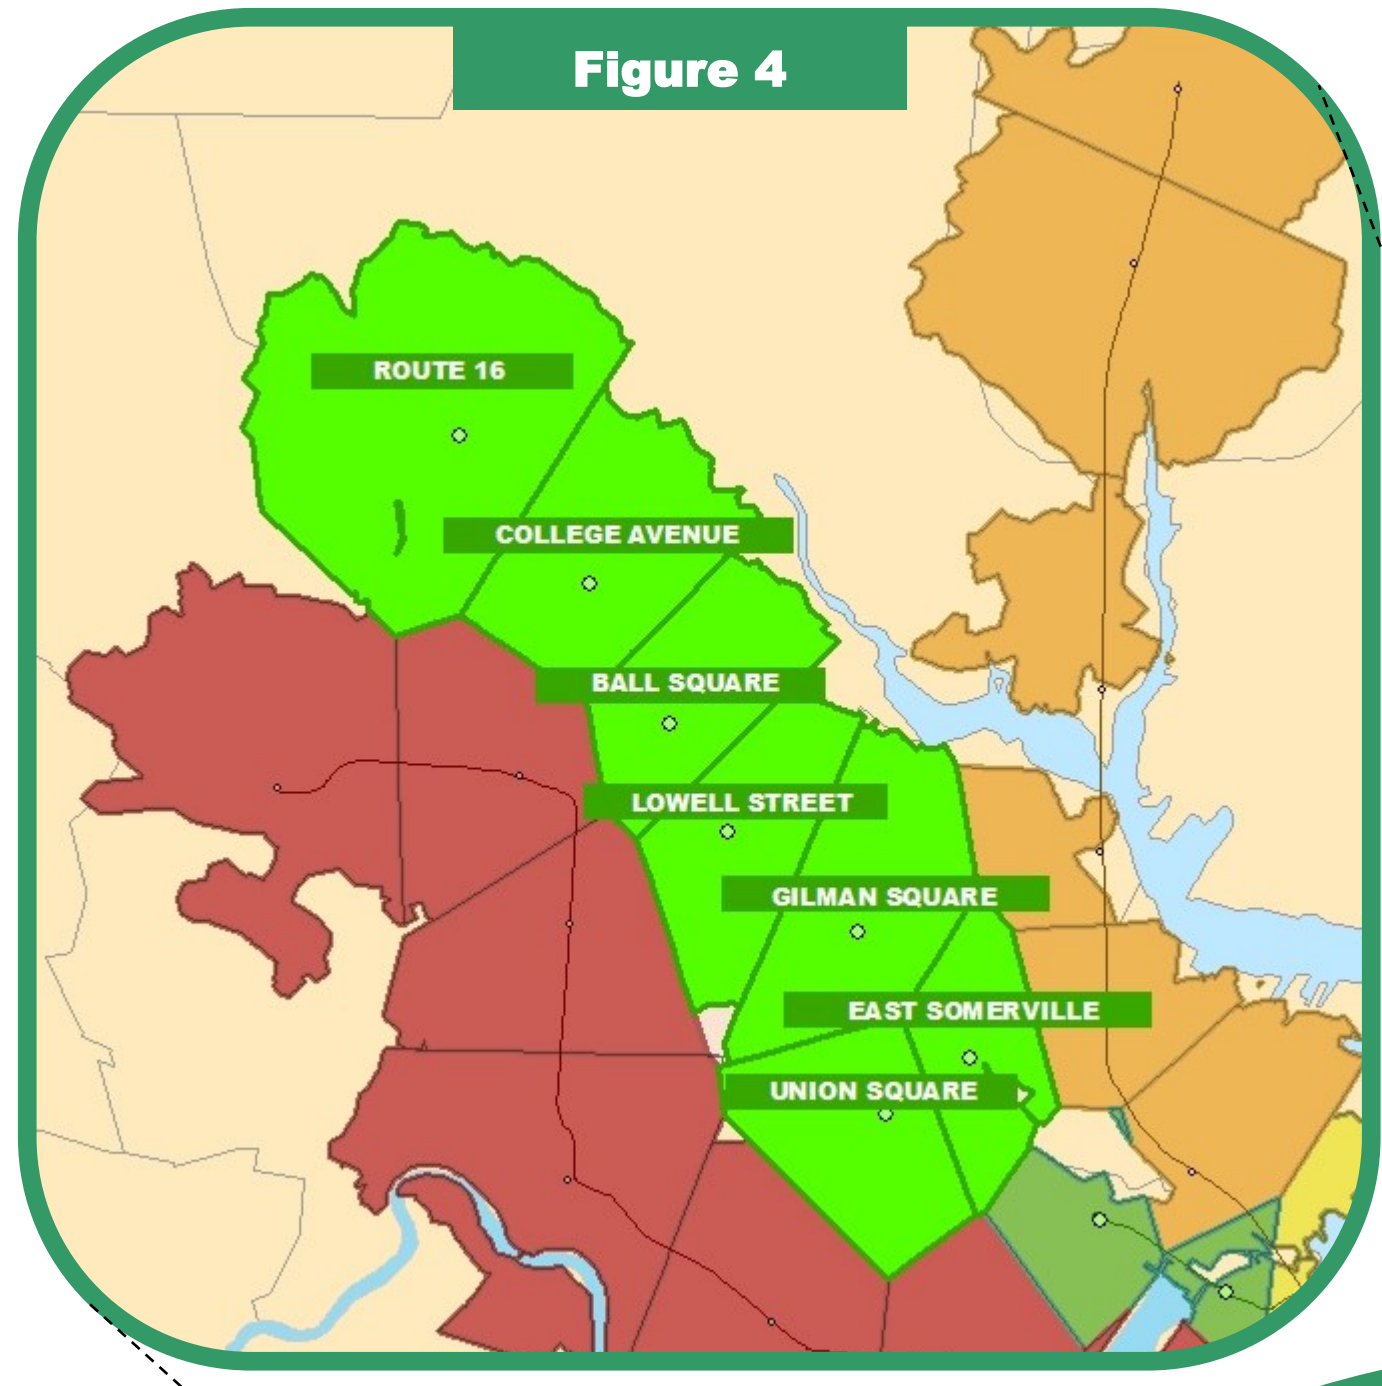 Figure 4
ROUTE 16
COLLEGE AVENUE
BALL SQUARE
LOWELL STREET
GILMAN SQUARE
EAST SOMERVILLE
UNION SQUARE